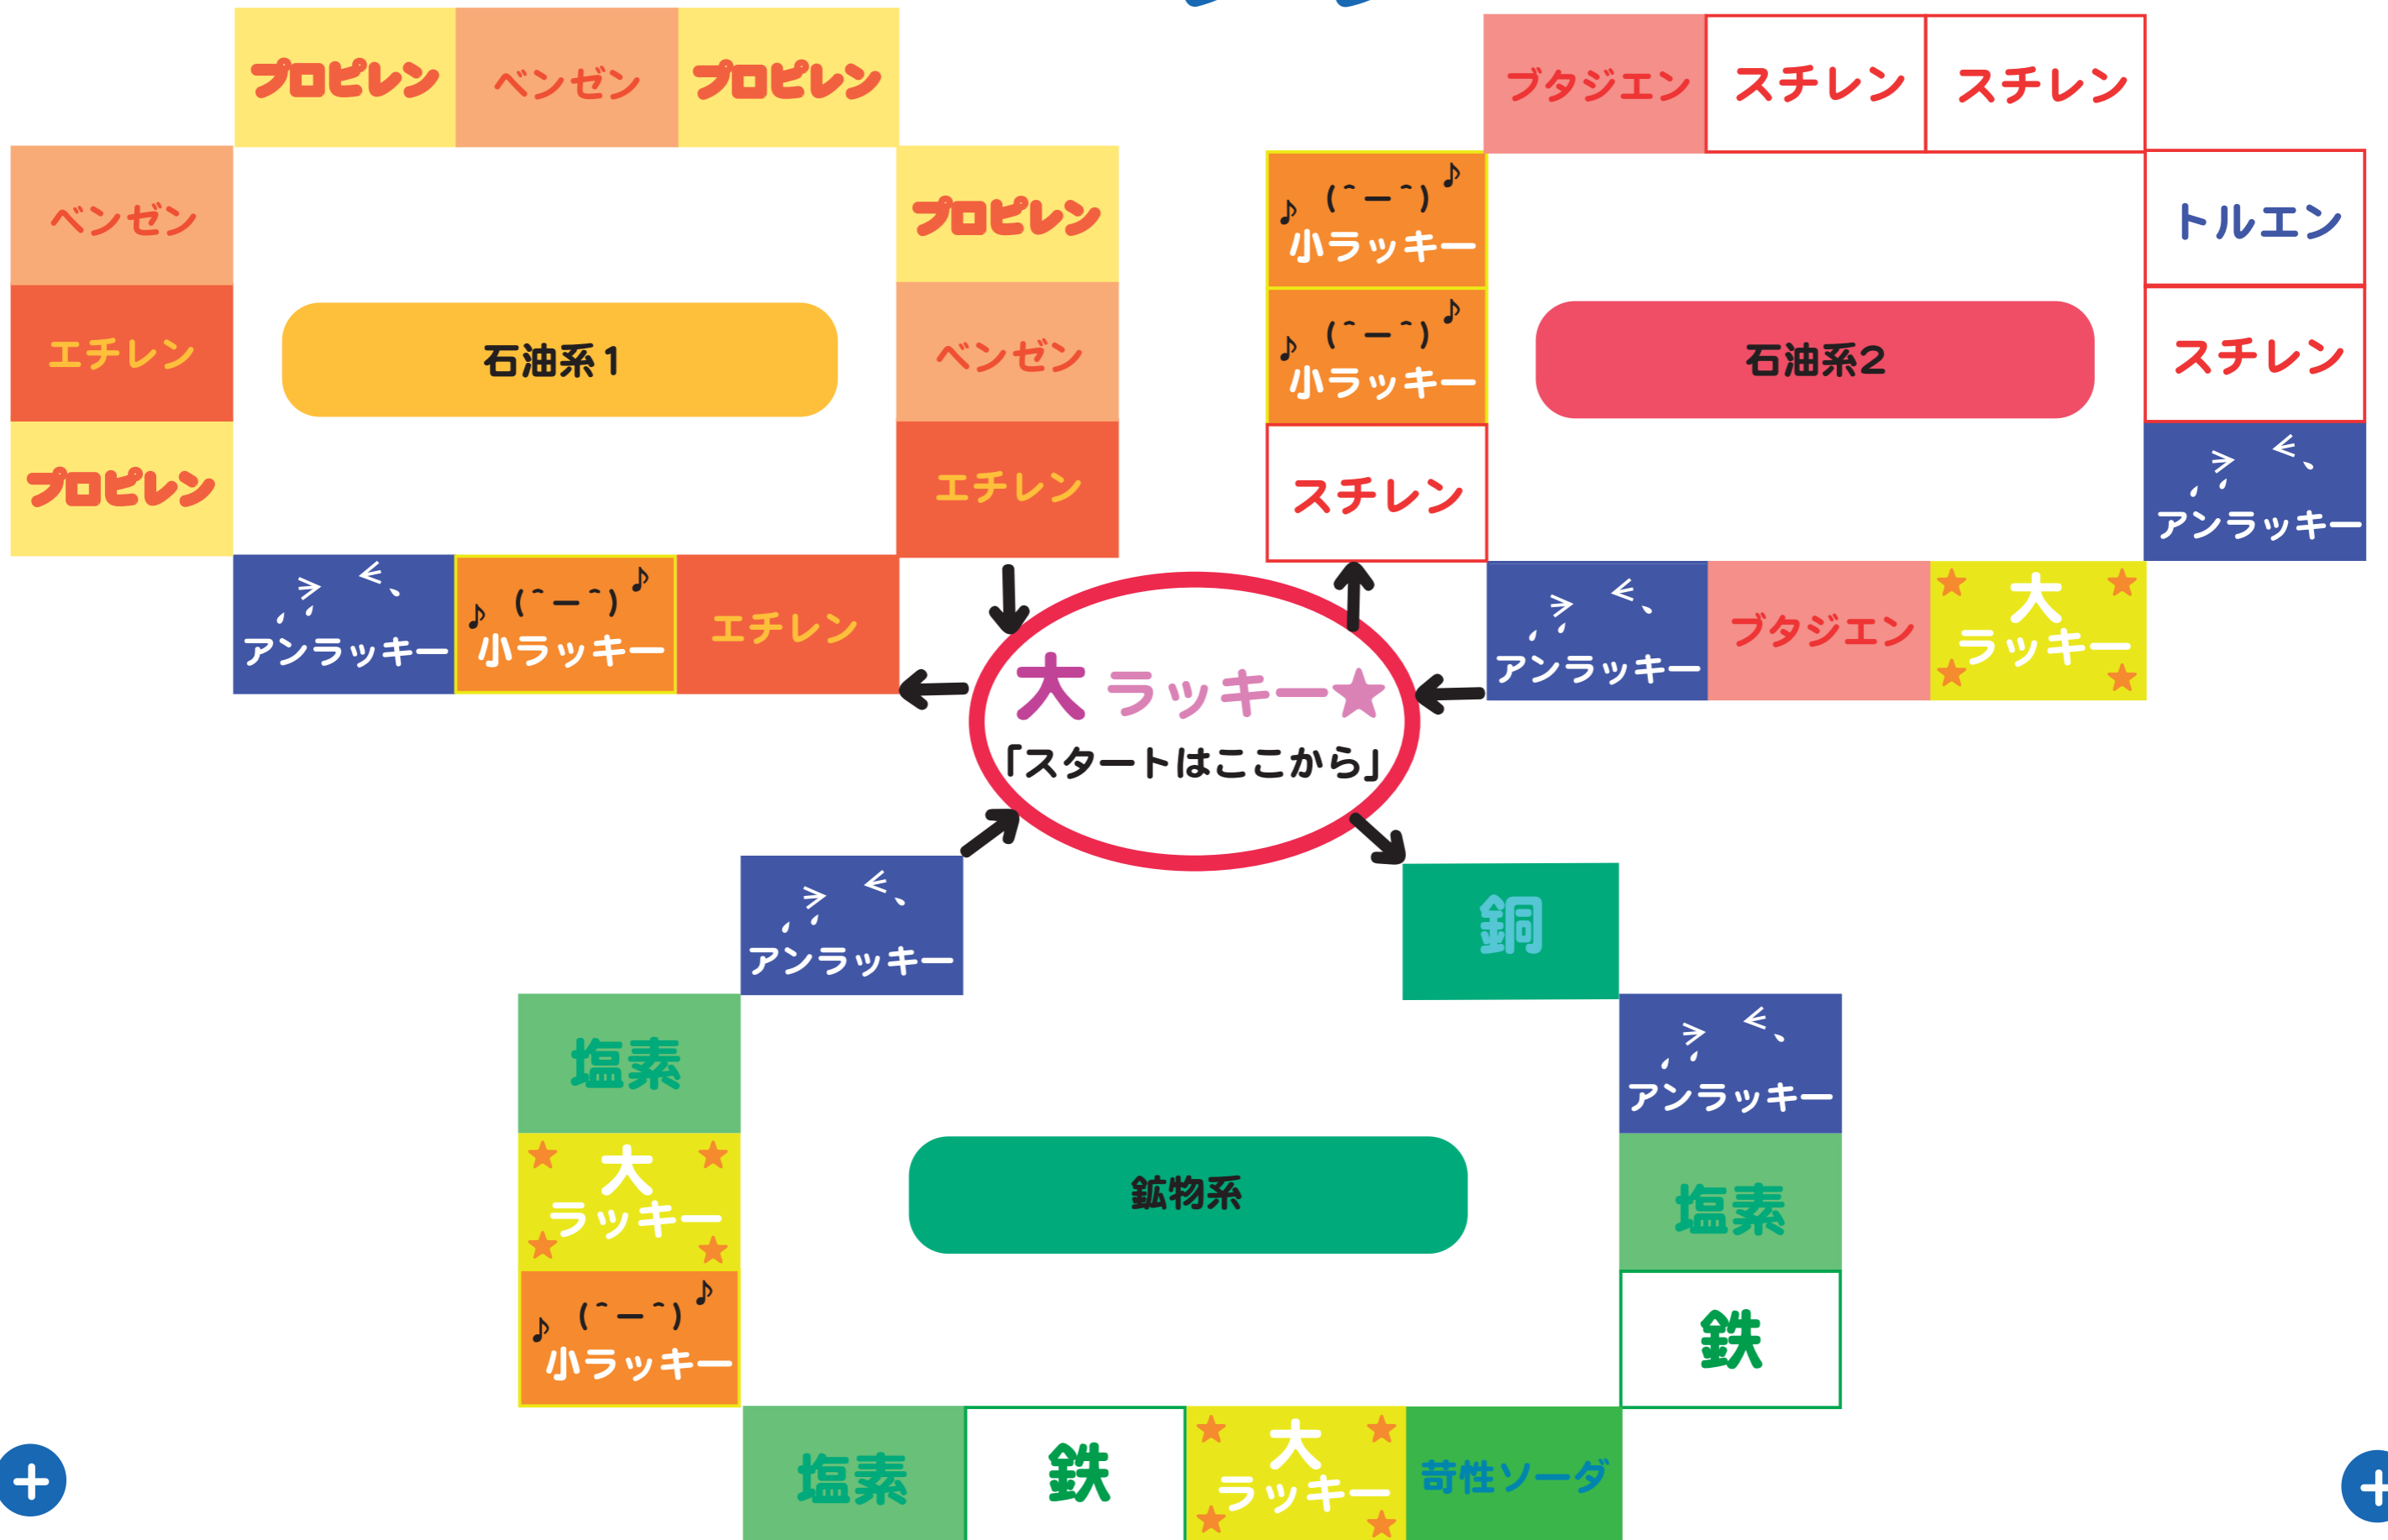 プロピレン
ベンゼン
プロピレン
ベンゼン
プロピレン
エチレン
ベンゼン
プロピレン
エチレン
石油系1
アンラッキー
(＾ー＾)♪
♪
小ラッキー
エチレン
ブタジエン
スチレン
スチレン
(＾ー＾)♪
♪
小ラッキー
トルエン
(＾ー＾)♪
♪
小ラッキー
スチレン
スチレン
アンラッキー
石油系2
アンラッキー
ブタジエン
大
ラッキー
大 ラッキー★
「スタートはここから」
アンラッキー
銅
塩素
アンラッキー
大
ラッキー
塩素
(＾ー＾)♪
♪
小ラッキー
鉄
鉱物系
塩素
鉄
大
ラッキー
苛性ソーダ